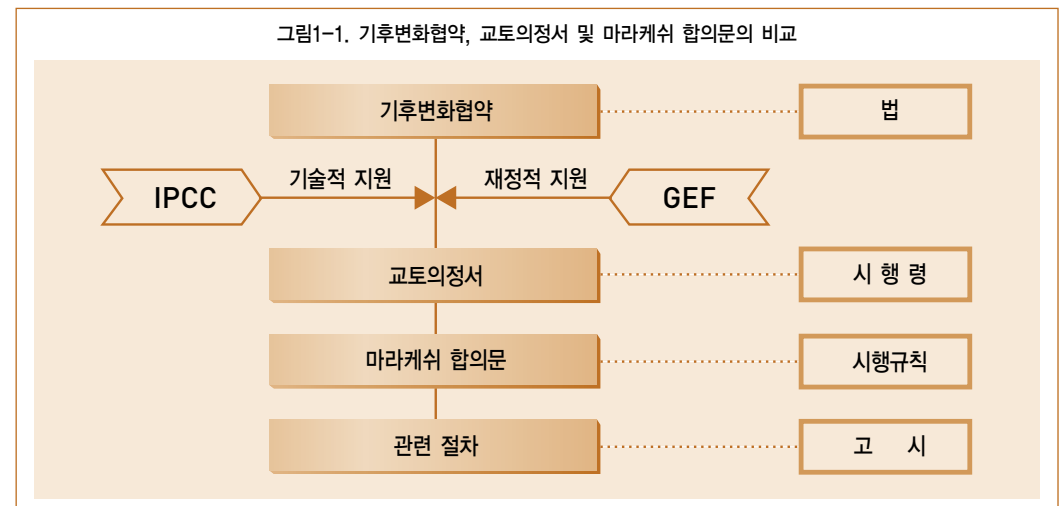 그림1-1. 기후변화협약, 교토의정서 및 마라케쉬 합의문의 비교
기후변화협약 법
기술적 지원 재정적 지원
IPCC GEF
교토의정서 시 행 령
마라케쉬 합의문 시행규칙
관련 절차 고 시